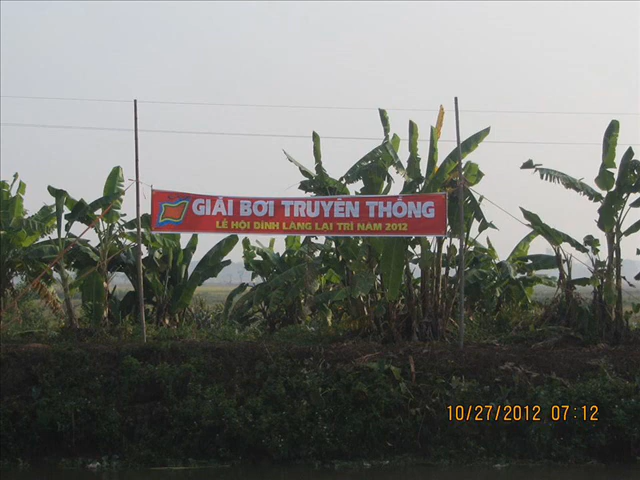 GIẢI BƠI TRUYỀN THỐNG
LỄ HỘI ĐÌNH LÀNG LẠI TRÌ NĂM 2012
10/27/2012 07:12